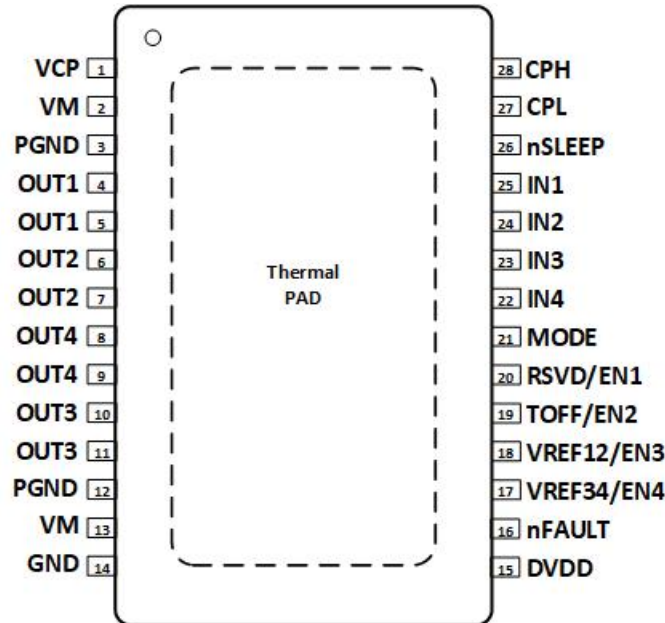 VCP 1 28 CPH
VM 2 27 CPL
PGND 3 26 nSLEEP
OUT1 4 25 IN1
OUT1 5 24 IN2
OUT2 6 23 IN3
OUT2 7 22 IN4
OUT4 8 21 MODE
OUT4 9 20 RSVD/EN1
OUT3 10 19 TOFF/EN2
OUT3 11 18 VREF12/EN3
PGND 12 17 VREF34/EN4
VM 13 16 nFAULT
GND 14 15 DVDD
Thermal
PAD